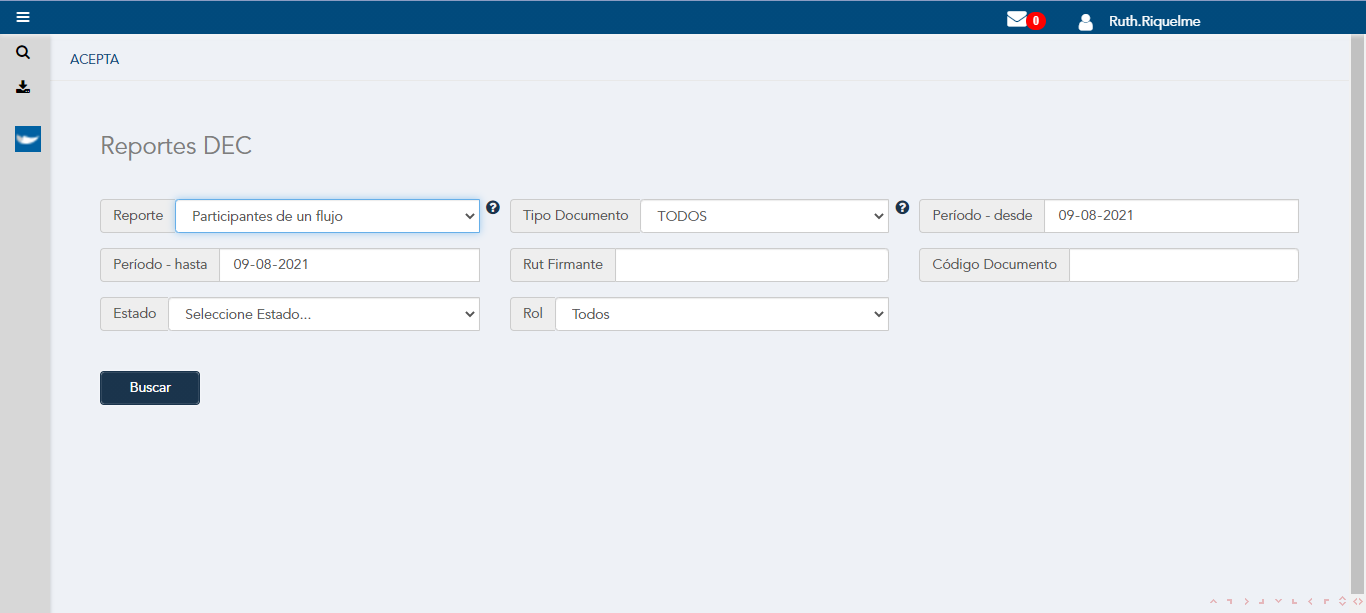 0 Ruth.Riquelme
ACEPTA
Reportes DEC
Reporte Participantes de un flujo ? Tipo Documento TODOS ? Período - desde 09-08-2021
Período - hasta 09-08-2021 Rut Firmante Código Documento
Estado Seleccione Estado... Rol Todos
Buscar